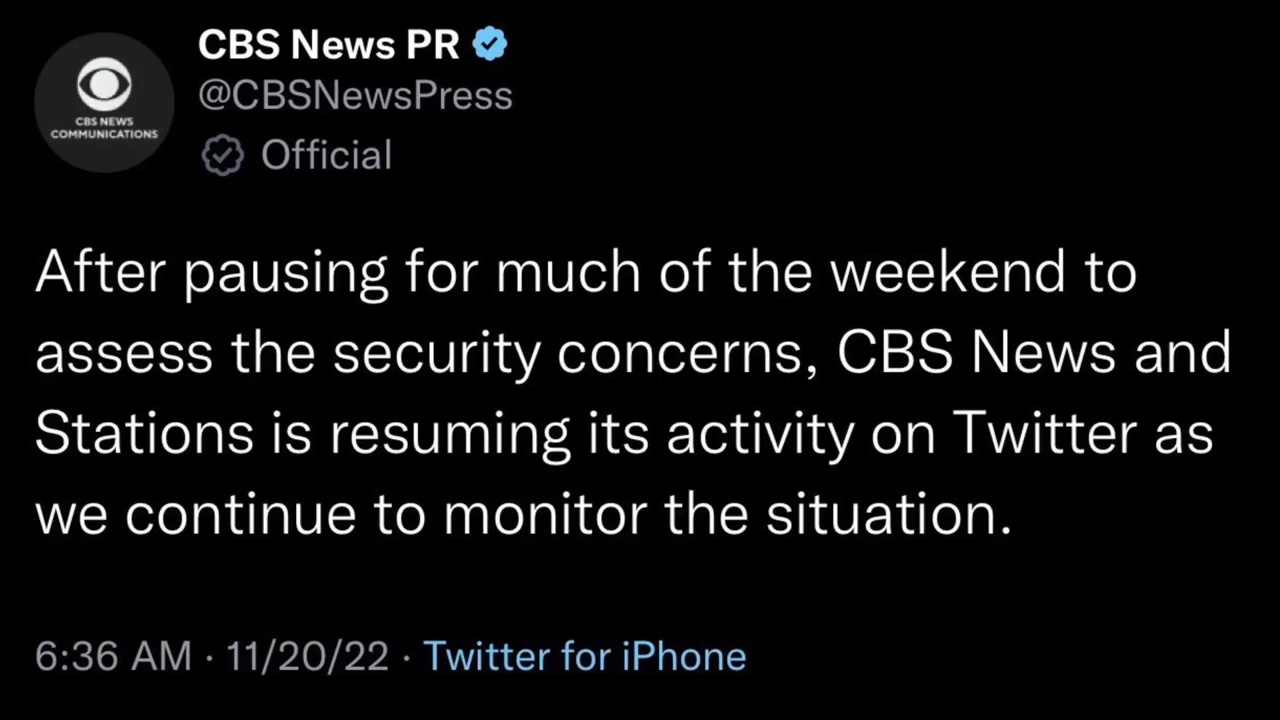 CBS News PR
@CBSNewsPress
CBS NEWS
COMMUNICATIONS
Official
After pausing for much of the weekend to
assess the security concerns, CBS News and
Stations is resuming its activity on Twitter as
we continue to monitor the situation.
6:36 AM · 11/20/22 · Twitter for iPhone